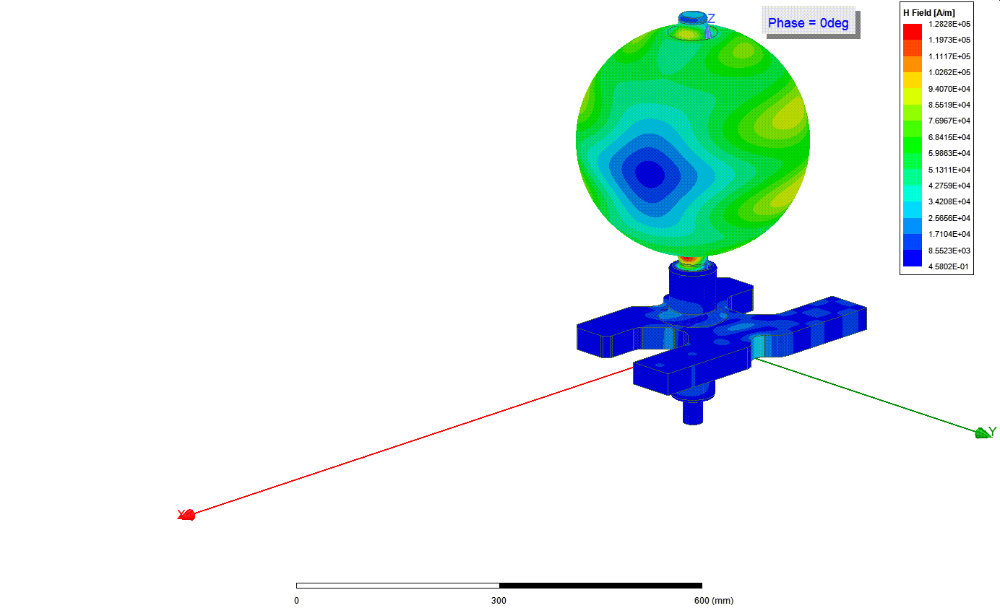 Z
Phase = 0deg
H Field [A/m]
1.2828E+05
1.1973E+05
1.1117E+05
1.0262E+05
9.4070E+04
8.5519E+04
7.6967E+04
6.8415E+04
5.9863E+04
5.1311E+04
4.2759E+04
3.4208E+04
2.5656E+04
1.7104E+04
8.5523E+03
4.5802E-01
Y
X
0 300 600 (mm)